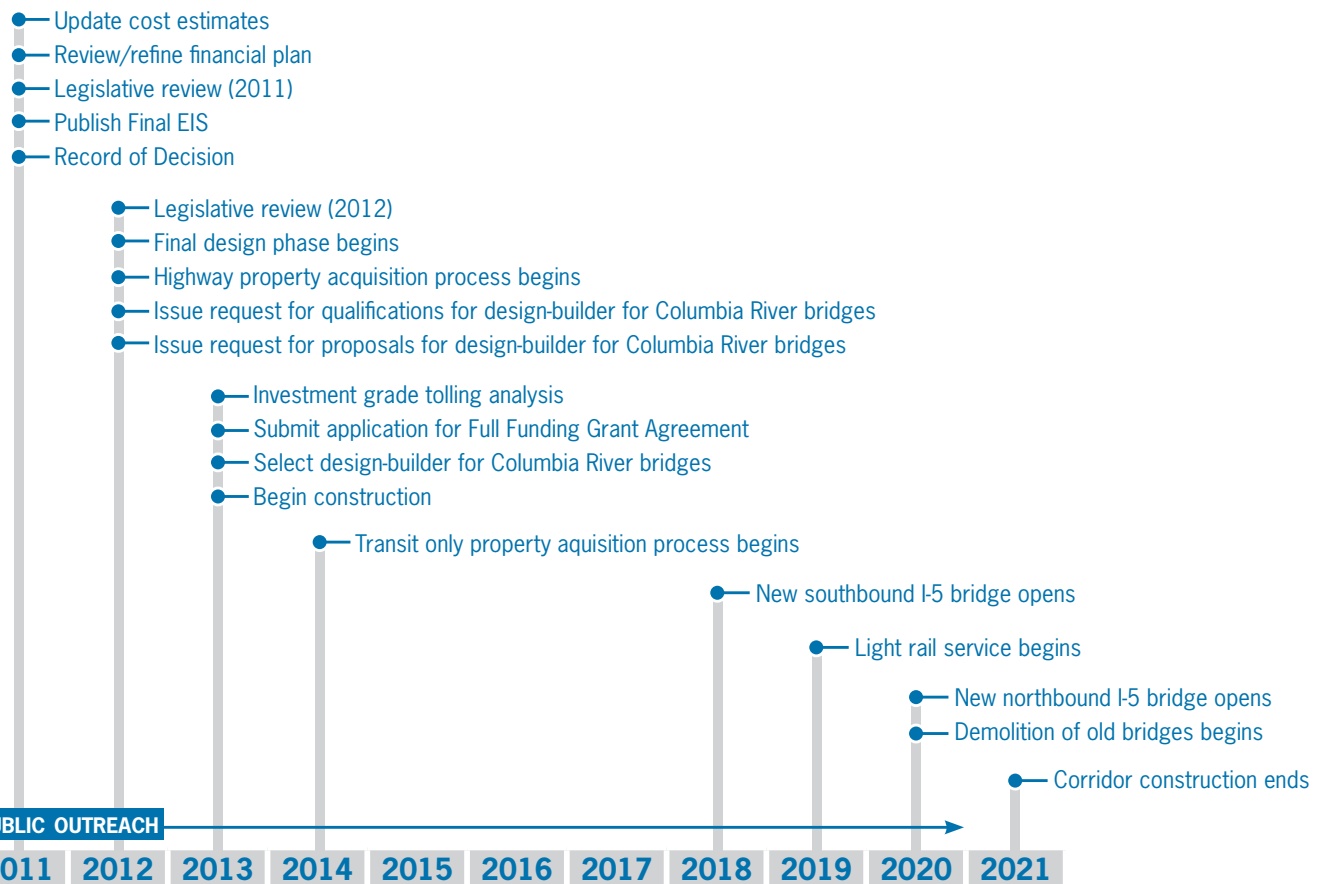 Update cost estimates
Review/refine financial plan
Legislative review (2011)
Publish Final EIS
Record of Decision
Legislative review (2012)
Final design phase begins
Highway property acquisition process begins
Issue request for qualifications for design-builder for Columbia River bridges
Issue request for proposals for design-builder for Columbia River bridges
Investment grade tolling analysis
Submit application for Full Funding Grant Agreement
Select design-builder for Columbia River bridges
Begin construction
Transit only property aquisition process begins
New southbound I-5 bridge opens
Light rail service begins
New northbound I-5 bridge opens
Demolition of old bridges begins
Corridor construction ends
UBLIC OUTREACH
011 2012 2013 2014 2015 2016 2017 2018 2019 2020 2021